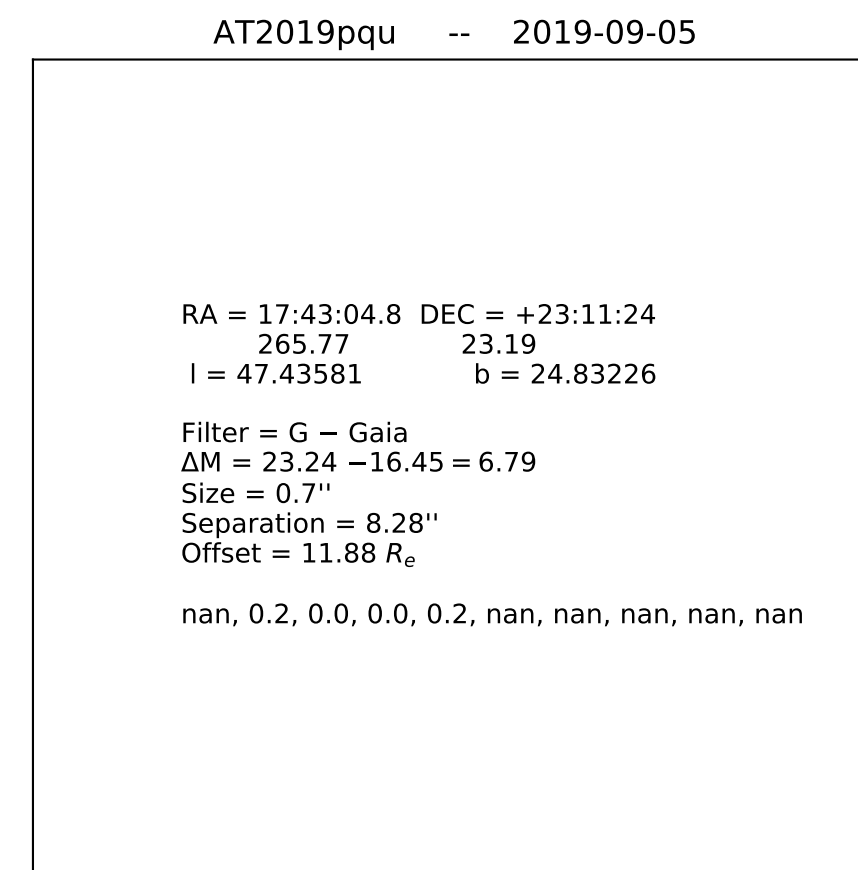 AT2019pqu -- 2019-09-05
RA = 17:43:04.8 DEC = +23:11:24
265.77 23.19
l = 47.43581 b = 24.83226
Filter = G − Gaia
ΔM = 23.24 −16.45 = 6.79
Size = 0.7''
Separation = 8.28''
Offset = 11.88 Re
nan, 0.2, 0.0, 0.0, 0.2, nan, nan, nan, nan, nan